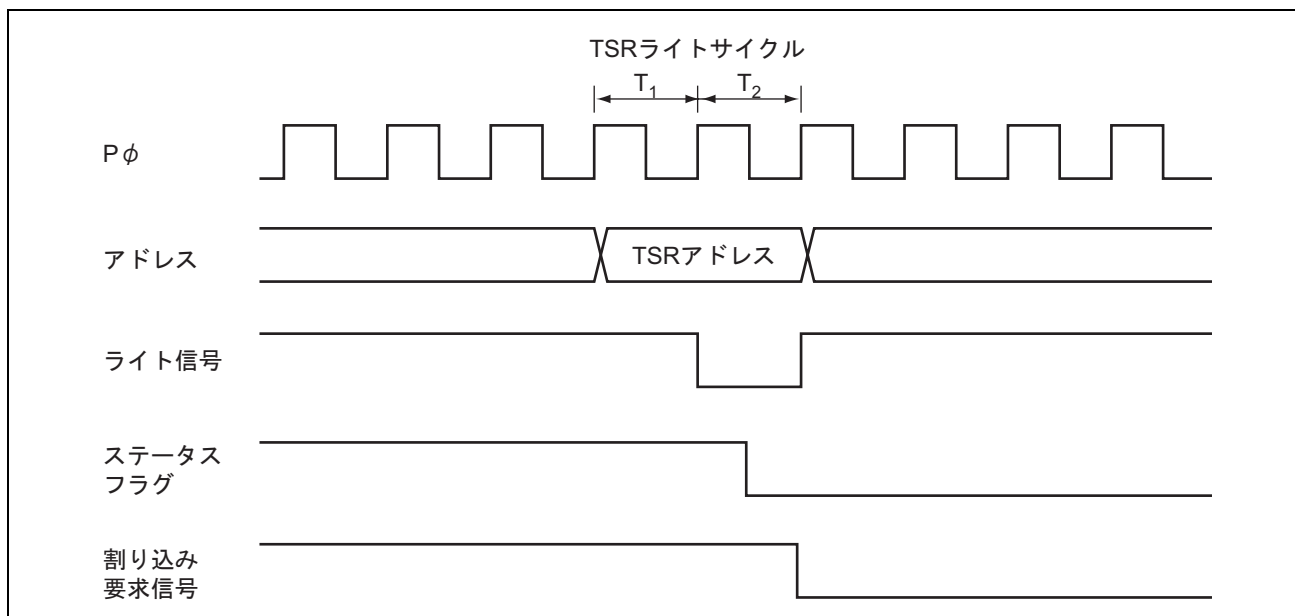 TSRライトサイクル
T1 T2
Pφ
アドレス
TSRアドレス
ライト信号
ステータス
フラグ
割り込み
要求信号